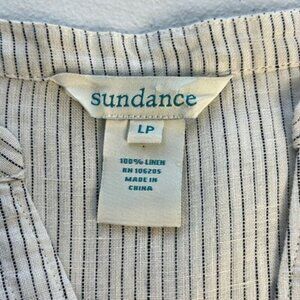 sundance
LP
100% LINEN
RN 106205
MADE IN
CHINA